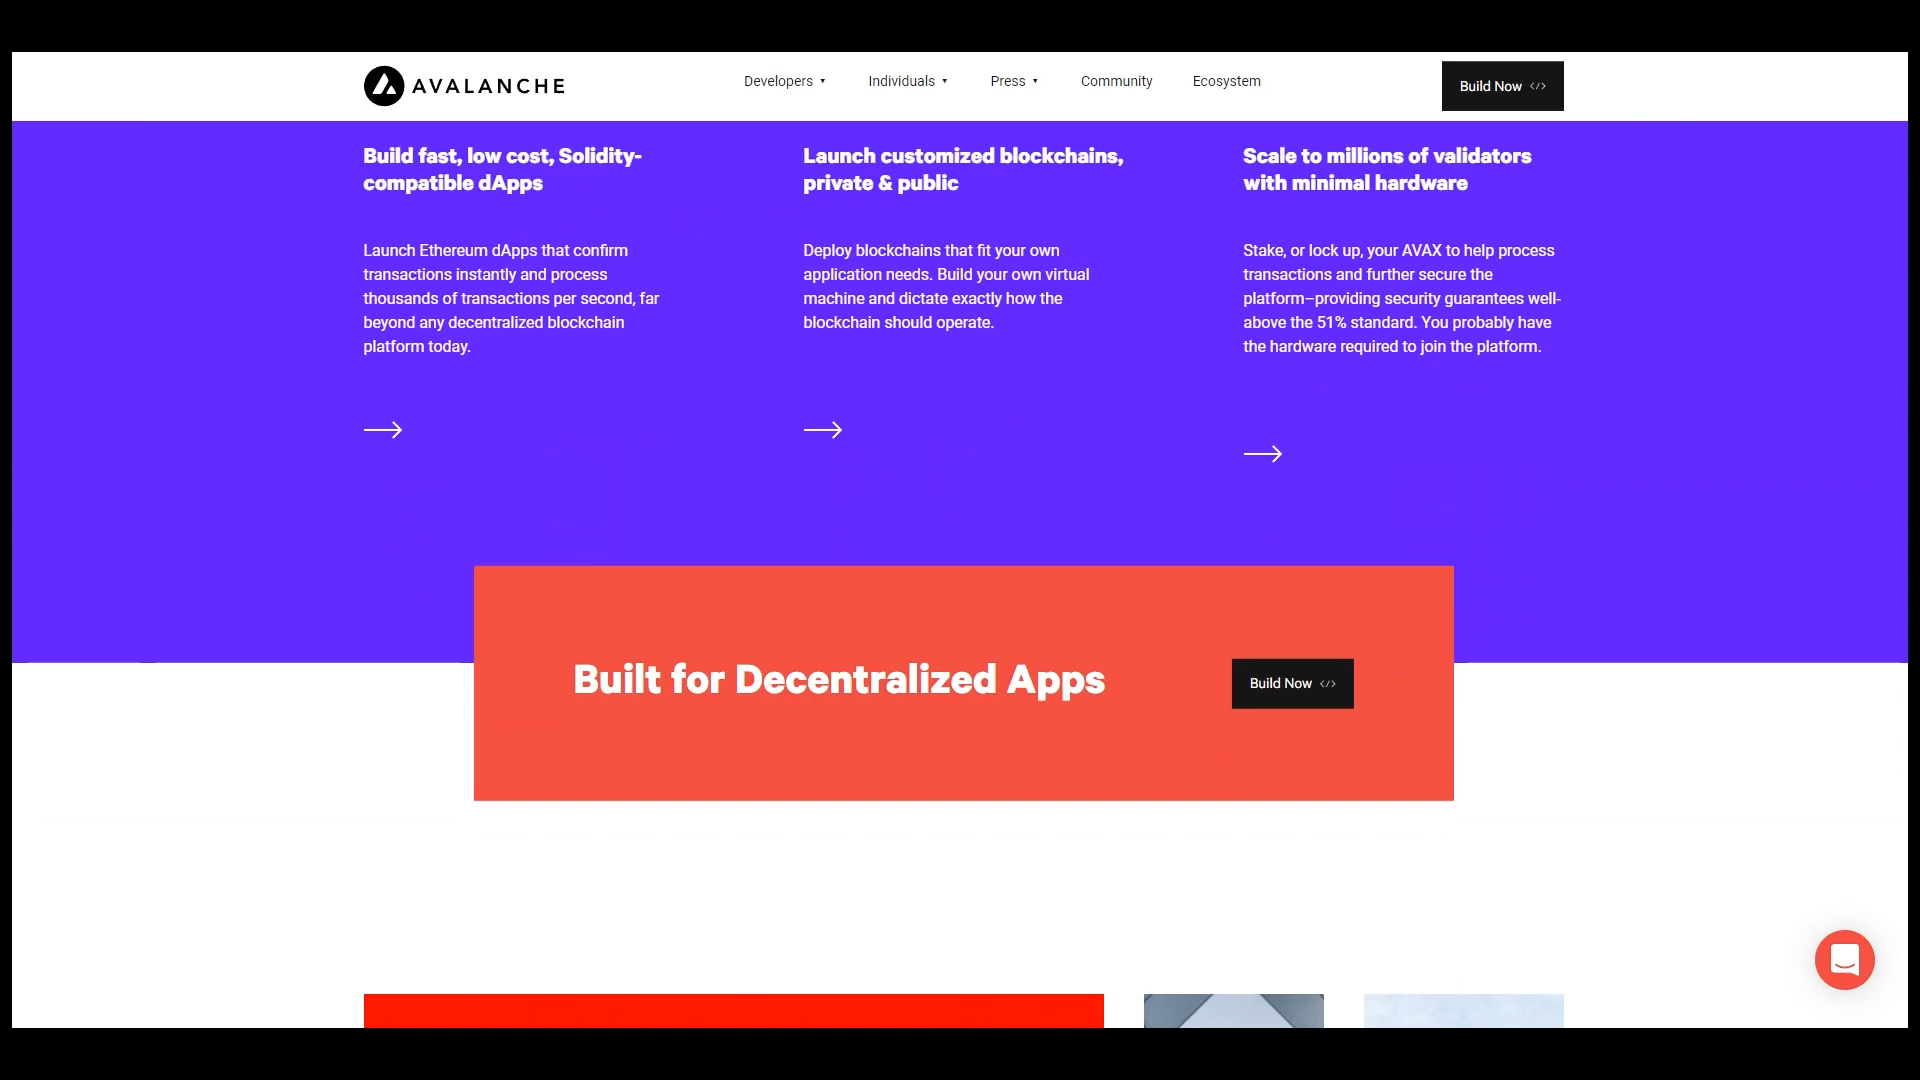 AVALANCHE
Developers
Individuals
Press
Community
Ecosystem
Build Now </>
Build fast, low cost, Solidity-
compatible dApps
Launch Ethereum dApps that confirm
transactions instantly and process
thousands of transactions per second, far
beyond any decentralized blockchain
platform today.
Launch customized blockchains,
private & public
Deploy blockchains that fit your own
application needs. Build your own virtual
machine and dictate exactly how the
blockchain should operate.
Scale to millions of validators
with minimal hardware
Stake, or lock up, your AVAX to help process
transactions and further secure the
platform–providing security guarantees well-
above the 51% standard. You probably have
the hardware required to join the platform.
Built for Decentralized Apps
Build Now </>